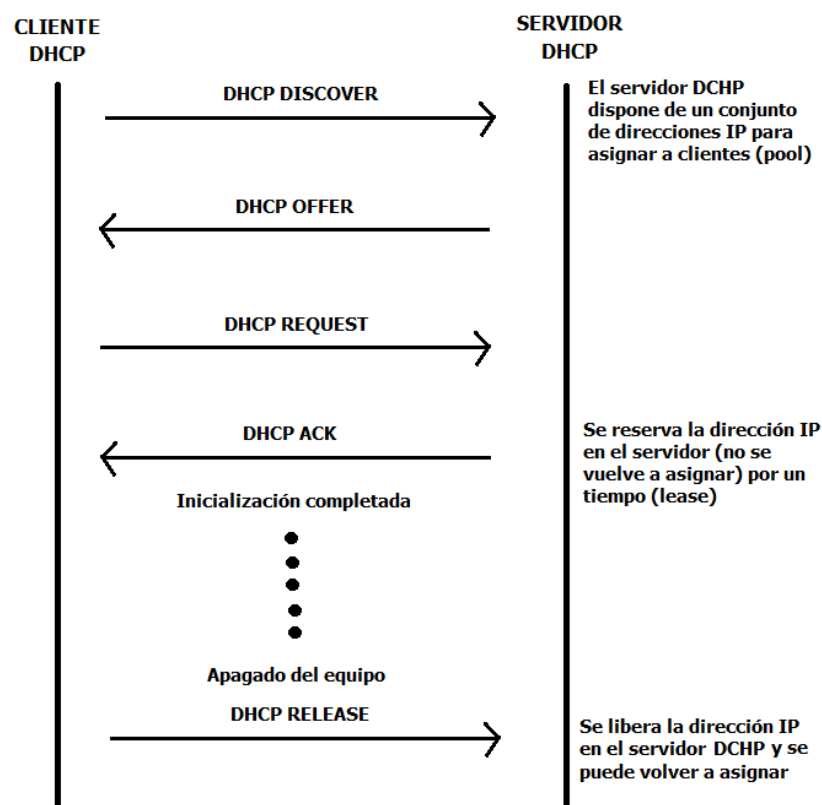 CLIENTE
DHCP
SERVIDOR
DHCP
DHCP DISCOVER
El servidor DCHP
dispone de un conjunto
de direcciones IP para
asignar a clientes (pool)
DHCP OFFER
DHCP REQUEST
DHCP ACK
Se reserva la dirección IP
en el servidor (no se
vuelve a asignar) por un
tiempo (lease)
Inicialización completada
Apagado del equipo
DHCP RELEASE
Se libera la dirección IP
en el servidor DCHP y se
puede volver a asignar